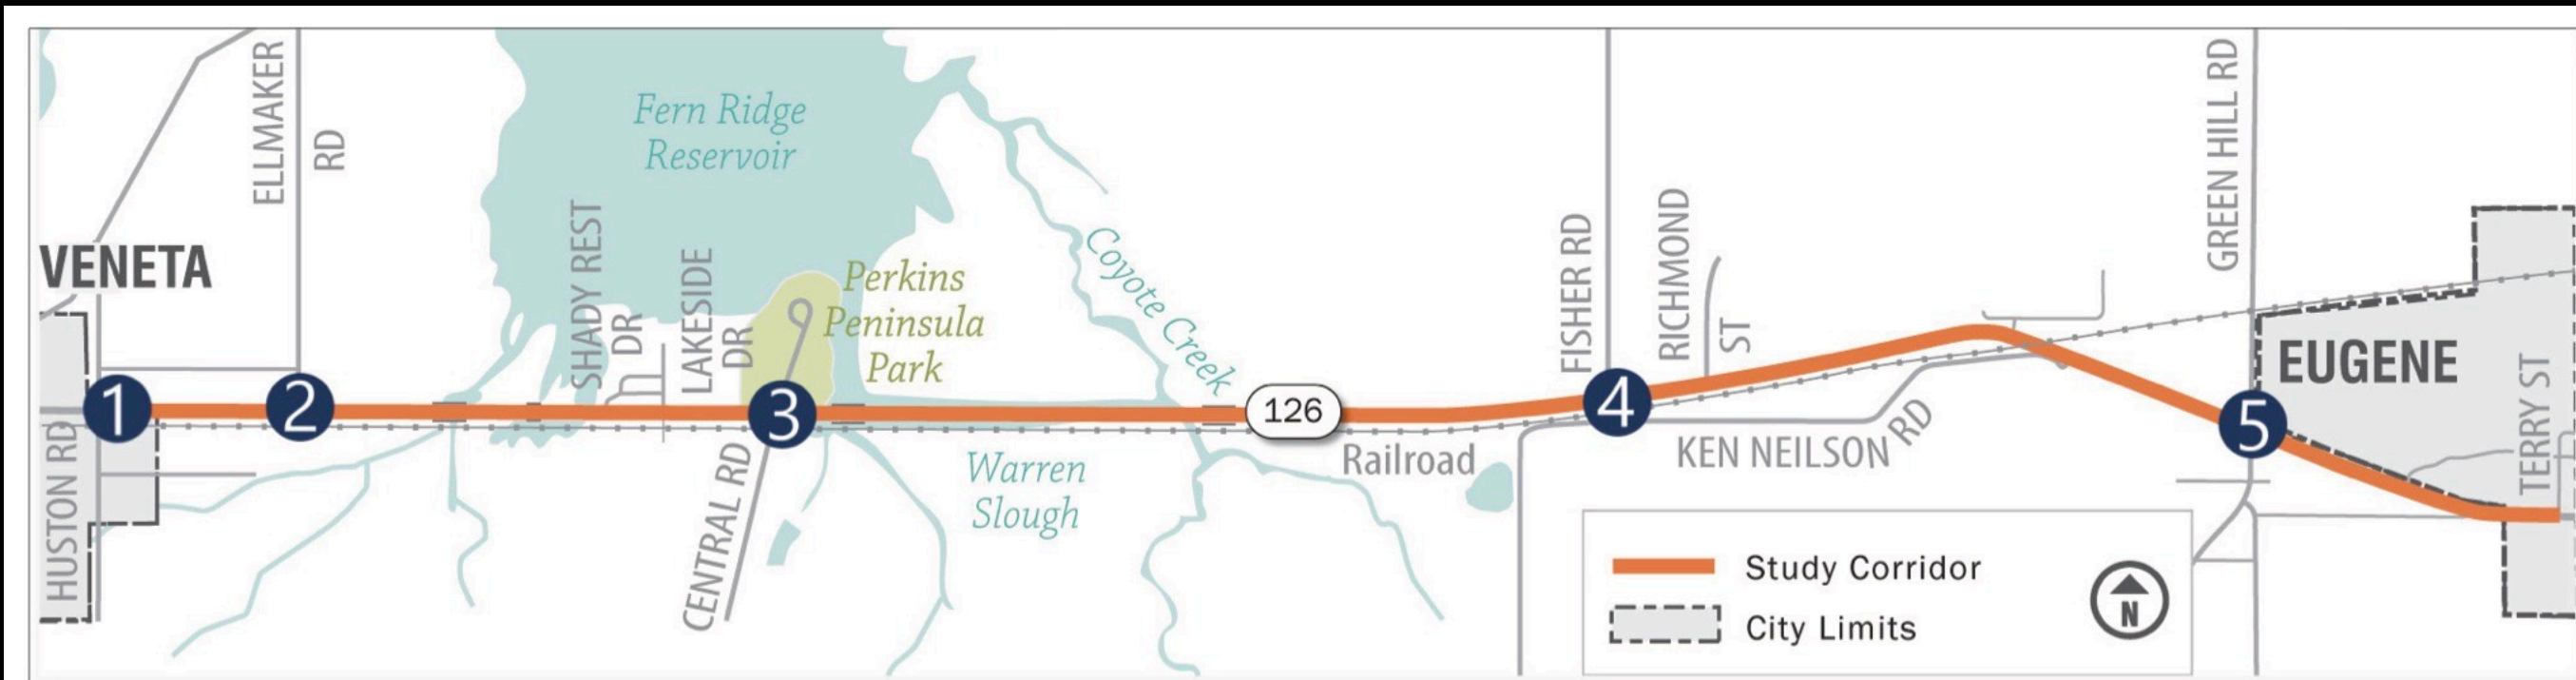 ELLMAKER
RD
VENETA
HUSTON RD
1
2
Fern Ridge
Reservoir
SHADY REST
DR
LAKESIDE
DR
Perkins
Peninsula
Park
3
CENTRAL RD
Warren
Slough
Coyote Creek
126
Railroad
FISHER RD
4
RICHMOND
ST
KEN NEILSON RD
GREEN HILL RD
5
EUGENE
TERRY ST
Study Corridor
City Limits
N